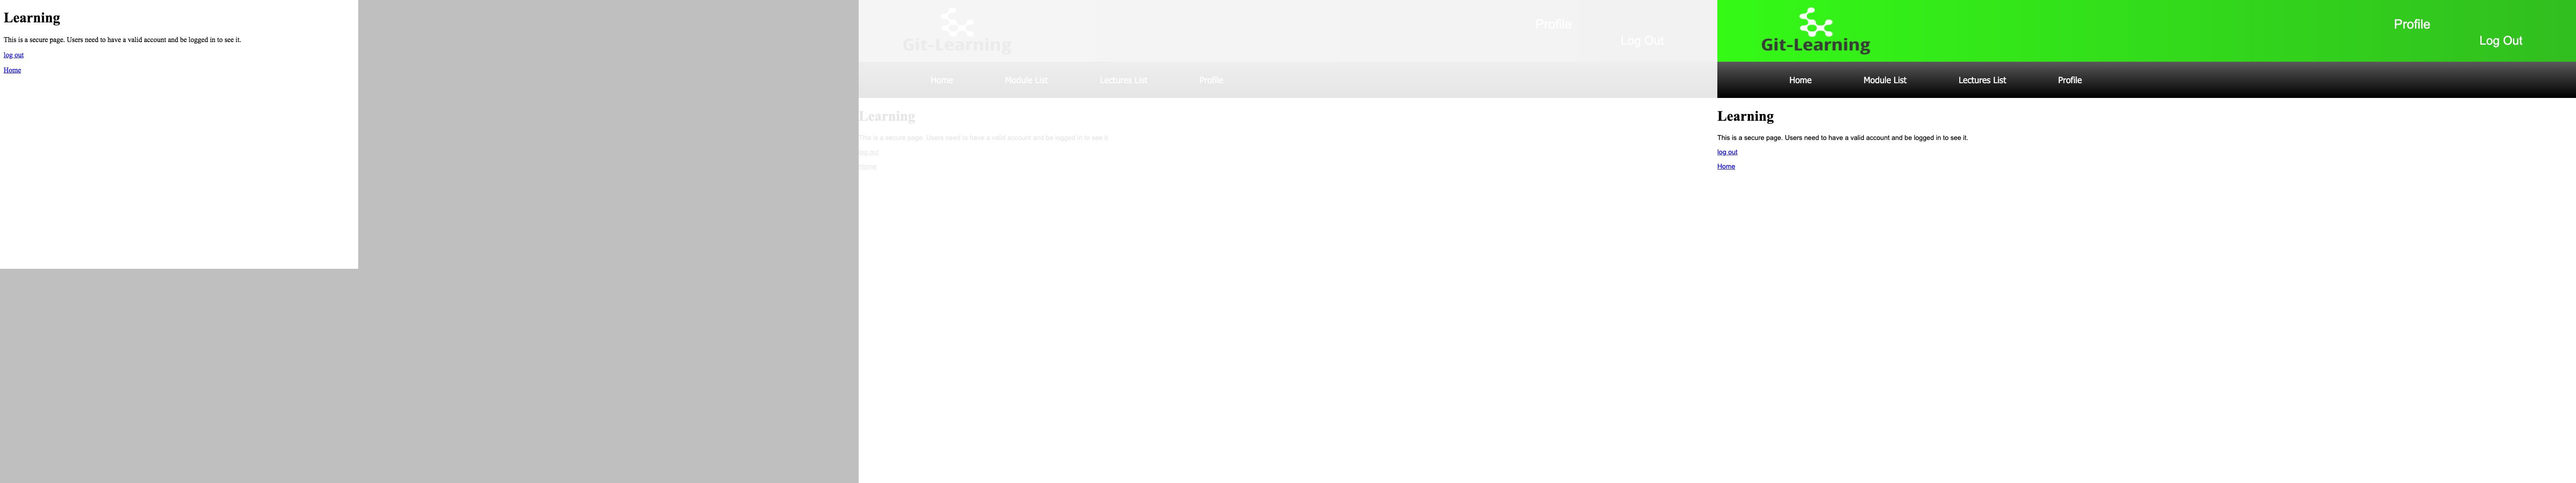 Learning
This is a secure page. Users need to have a valid account and be logged in to see it.
log out
Home
Git-Learning
Profile
Log Out
Home Module List Lectures List Profile
Learning
This is a secure page. Users need to have a valid account and be logged in to see it.
log out
Home
Git-Learning
Profile
Log Out
Home Module List Lectures List Profile
Learning
This is a secure page. Users need to have a valid account and be logged in to see it.
log out
Home